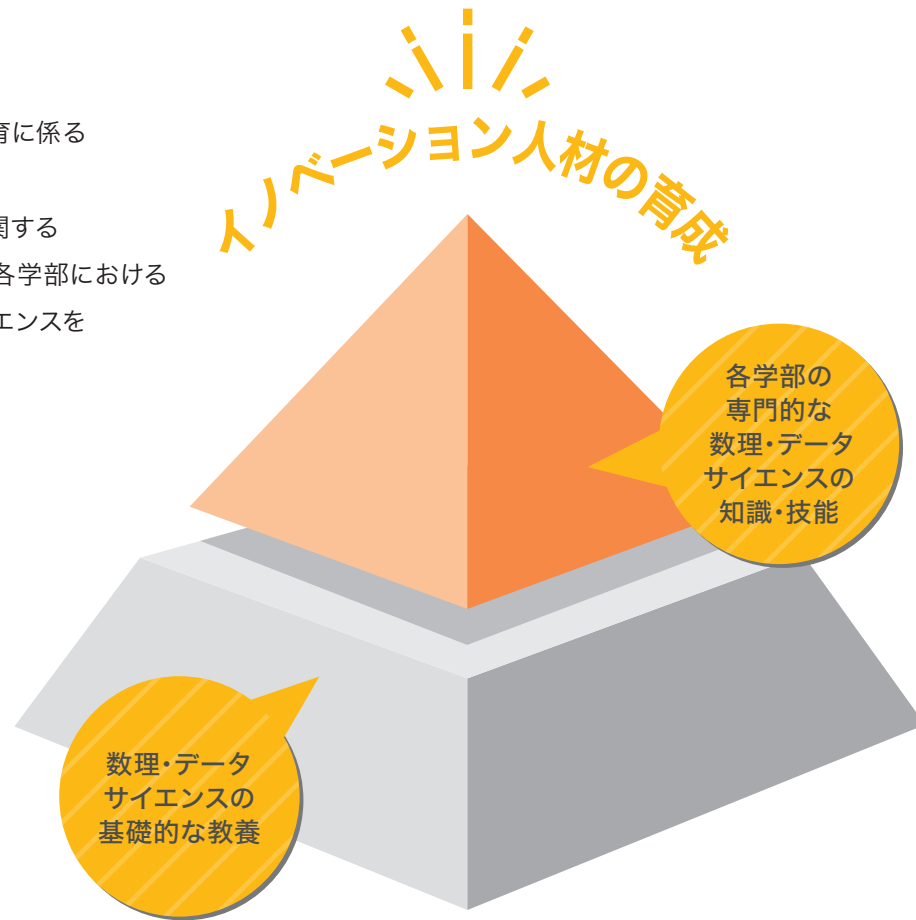 育に係る
関する
各学部における
エンスを
イノベーション人材の育成
各学部の
専門的な
数理・データ
サイエンスの
知識・技能
数理・データ
サイエンスの
基礎的な教養